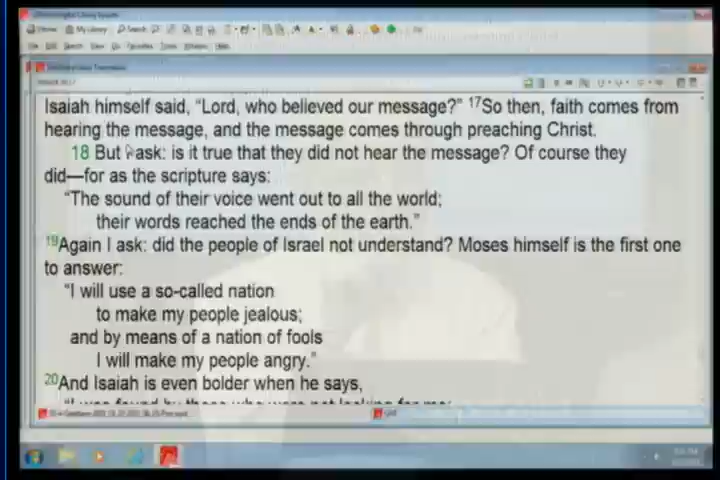 My Library
Search
Isaiah himself said, “Lord, who believed our message?” 17So then, faith comes from
hearing the message, and the message comes through preaching Christ.
18 But I ask: is it true that they did not hear the message? Of course they
did—for as the scripture says:
“The sound of their voice went out to all the world;
their words reached the ends of the earth.”
19Again I ask: did the people of Israel not understand? Moses himself is the first one
to answer:
“I will use a so-called nation
to make my people jealous;
and by means of a nation of fools
I will make my people angry.”
20And Isaiah is even bolder when he says,